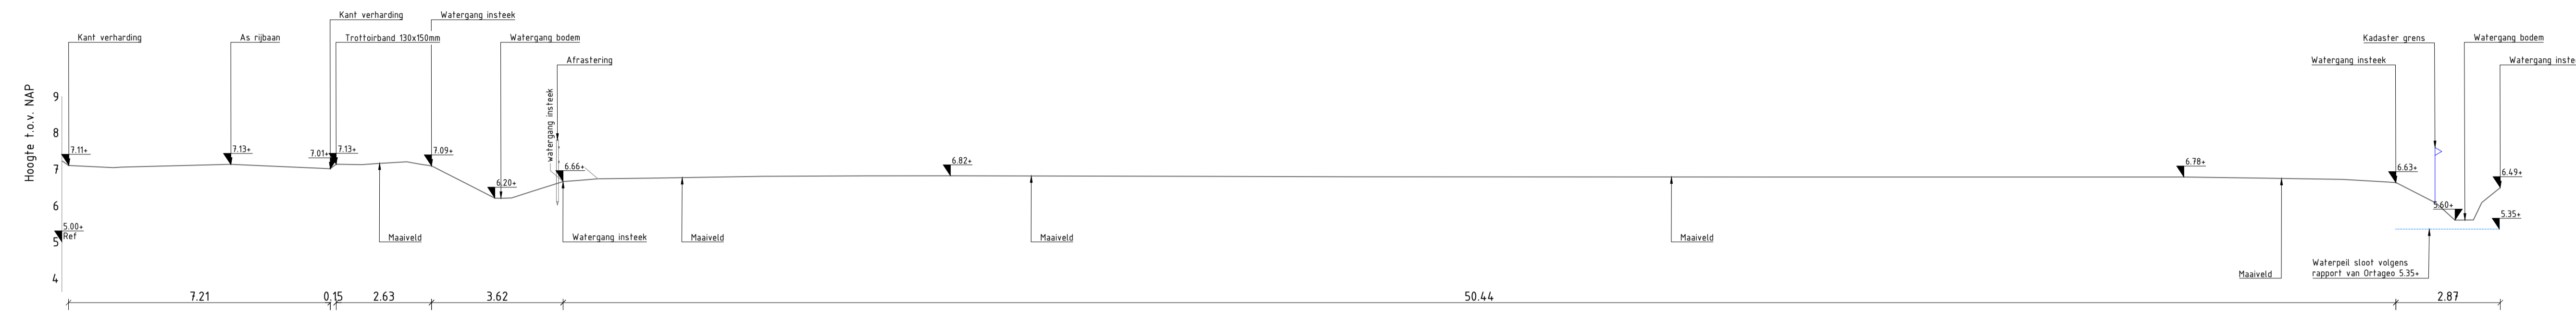 Kant verharding
Watergang insteek
Kant verharding
As rijbaan
Trottoirband 130x150mm
Watergang bodem
Kadaster grens
Watergang bodem
Afrastering
Watergang insteek
Watergang inste
Hoogte t.o.v. NAP
9
8
7
6
5
4
watergang insteek
7.11+
7.13+
7.01+
7.13+
7.09+
6.20+
6.66+
6.82+
6.78+
6.63+
6.49+
5.60+
5.35+
5.00+
Ref
Maaiveld
Watergang insteek
Maaiveld
Maaiveld
Maaiveld
Maaiveld
Waterpeil sloot volgens
rapport van Ortageo 5.35+
7.21
0.15
2.63
3.62
50.44
2.87